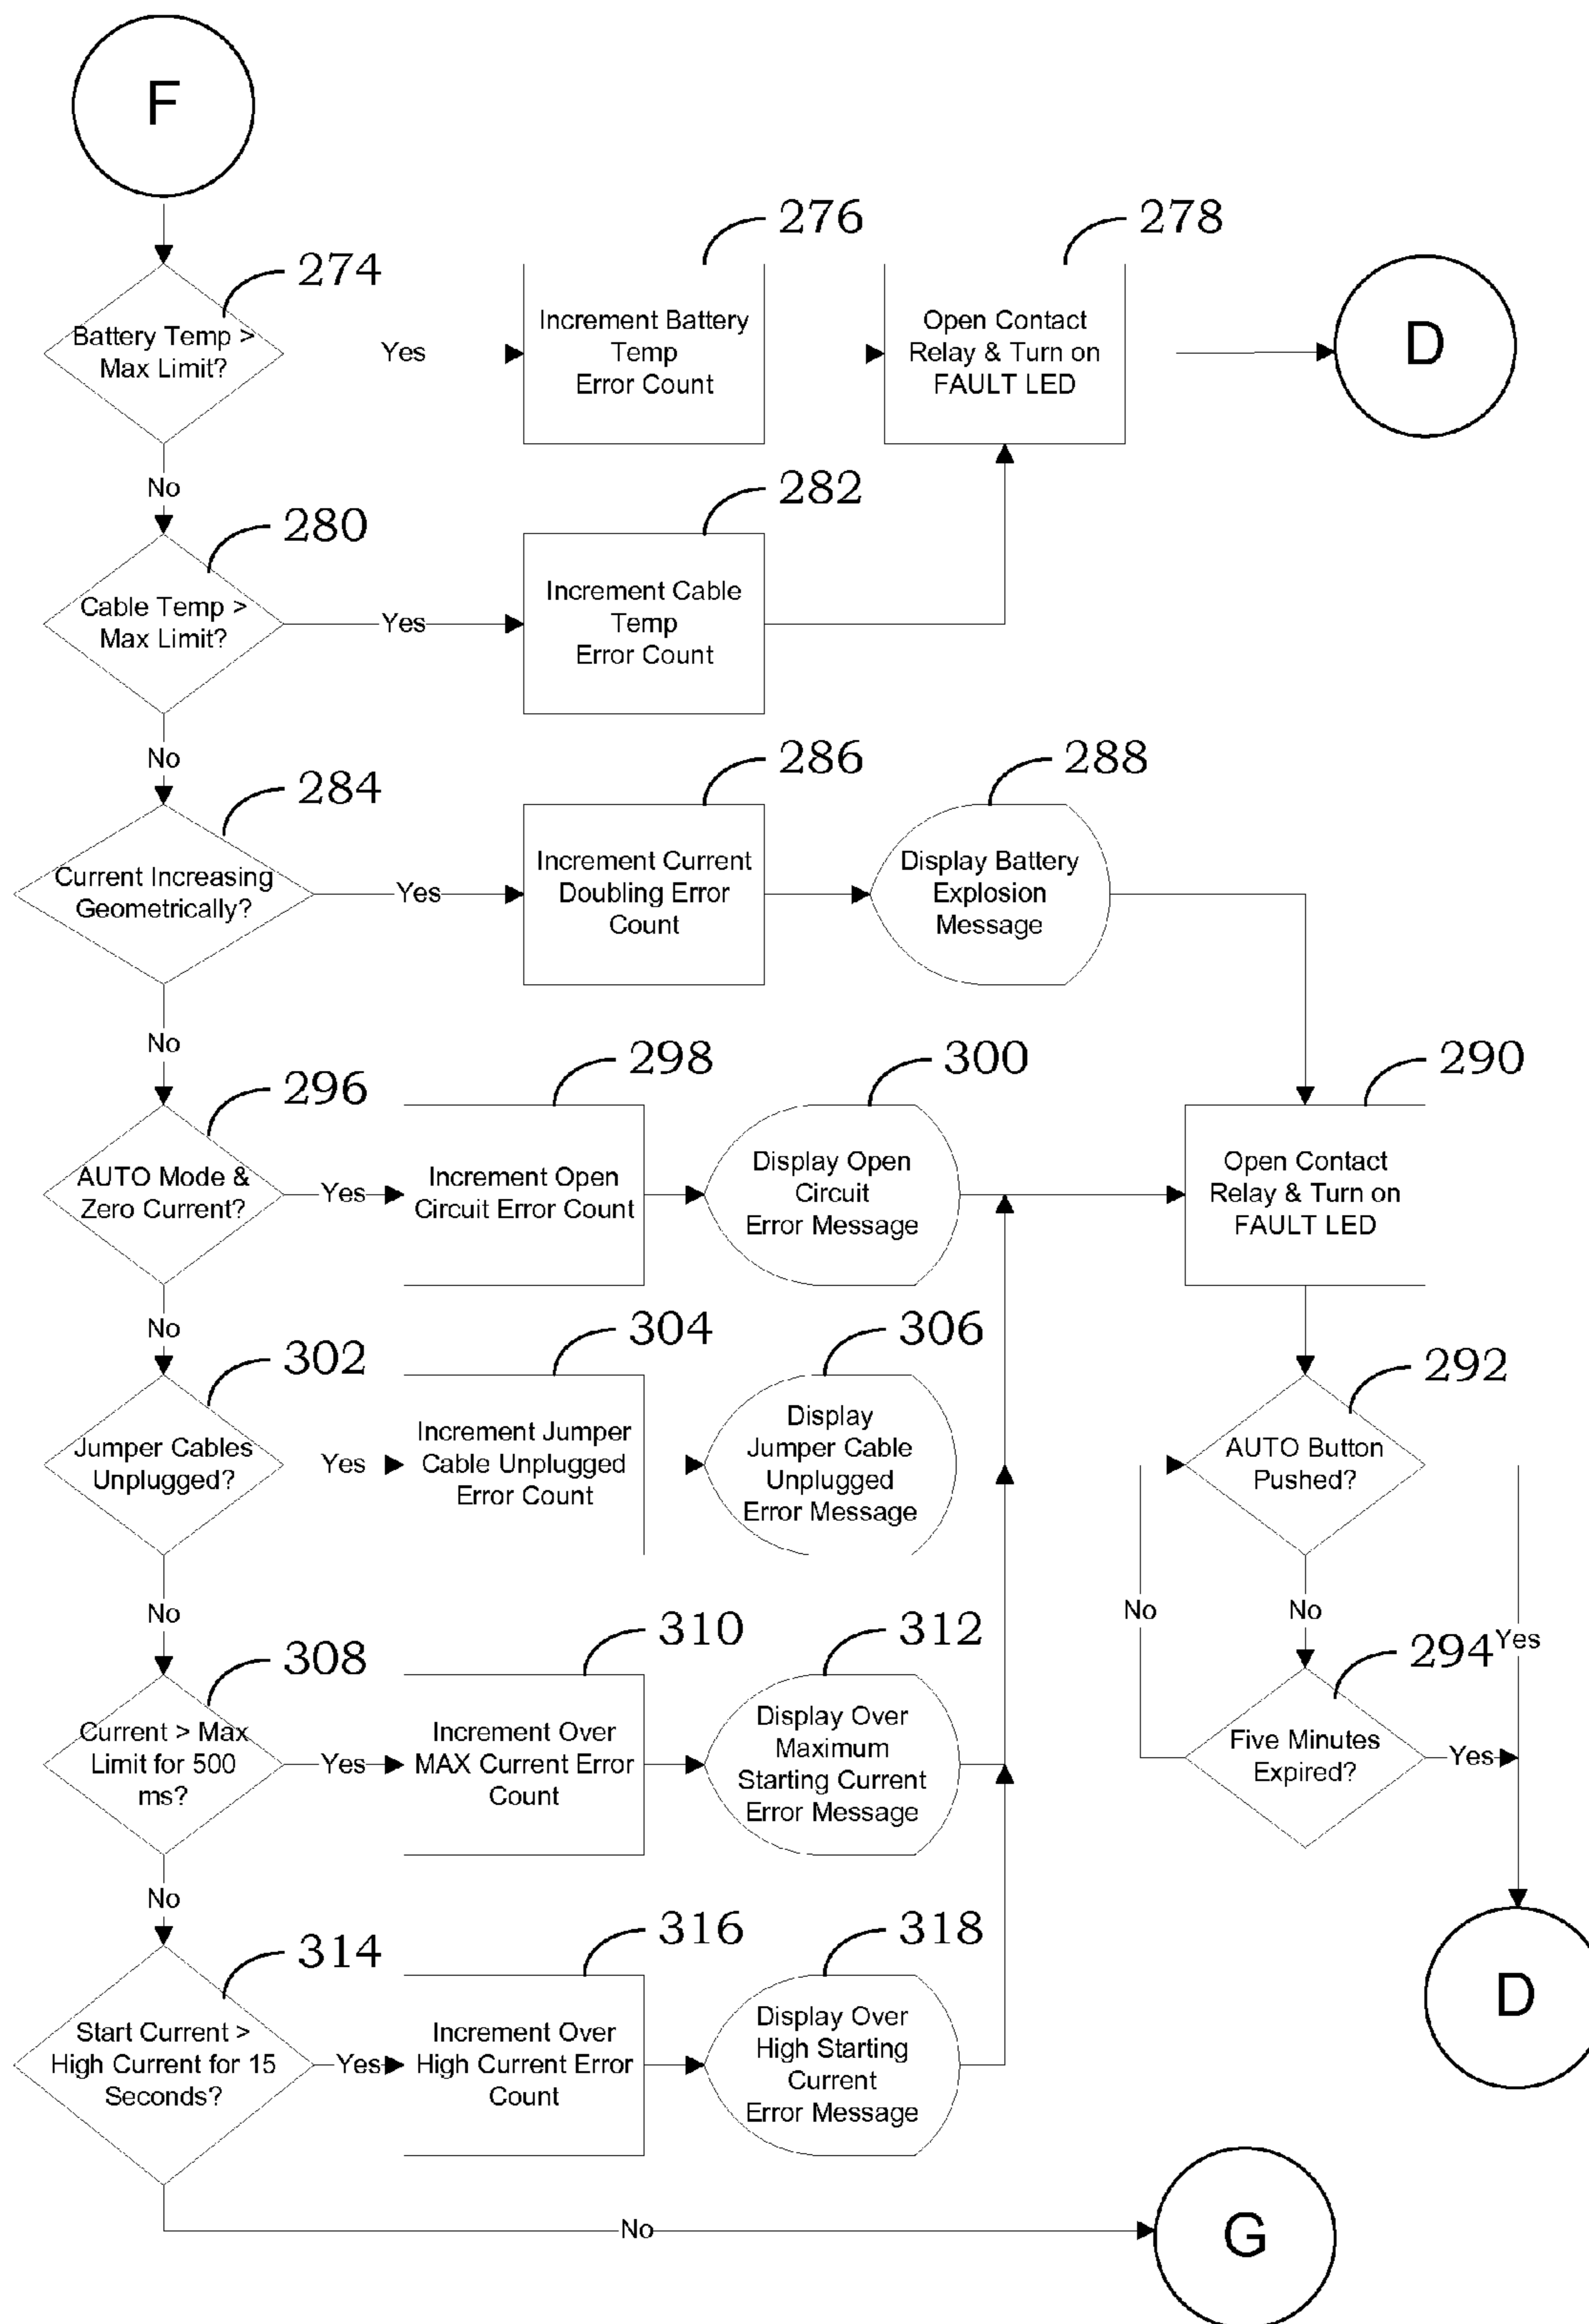 F
274
Battery Temp >
Max Limit?
Yes
276
Increment Battery
Temp
Error Count
278
Open Contact
Relay & Turn on
FAULT LED
D
No
280
Cable Temp >
Max Limit?
Yes
282
Increment Cable
Temp
Error Count
No
284
Current Increasing
Geometrically?
Yes
286
Increment Current
Doubling Error
Count
288
Display Battery
Explosion
Message
No
296
AUTO Mode &
Zero Current?
Yes
298
Increment Open
Circuit Error Count
300
Display Open
Circuit
Error Message
290
Open Contact
Relay & Turn on
FAULT LED
No
302
Jumper Cables
Unplugged?
Yes
304
Increment Jumper
Cable Unplugged
Error Count
306
Display
Jumper Cable
Unplugged
Error Message
292
AUTO Button
Pushed?
No
No
Yes
No
308
Current > Max
Limit for 500
ms?
Yes
310
Increment Over
MAX Current Error
Count
312
Display Over
Maximum
Starting Current
Error Message
294
Five Minutes
Expired?
Yes
No
314
Start Current >
High Current for 15
Seconds?
Yes
316
Increment Over
High Current Error
Count
318
Display Over
High Starting
Current
Error Message
D
No
G